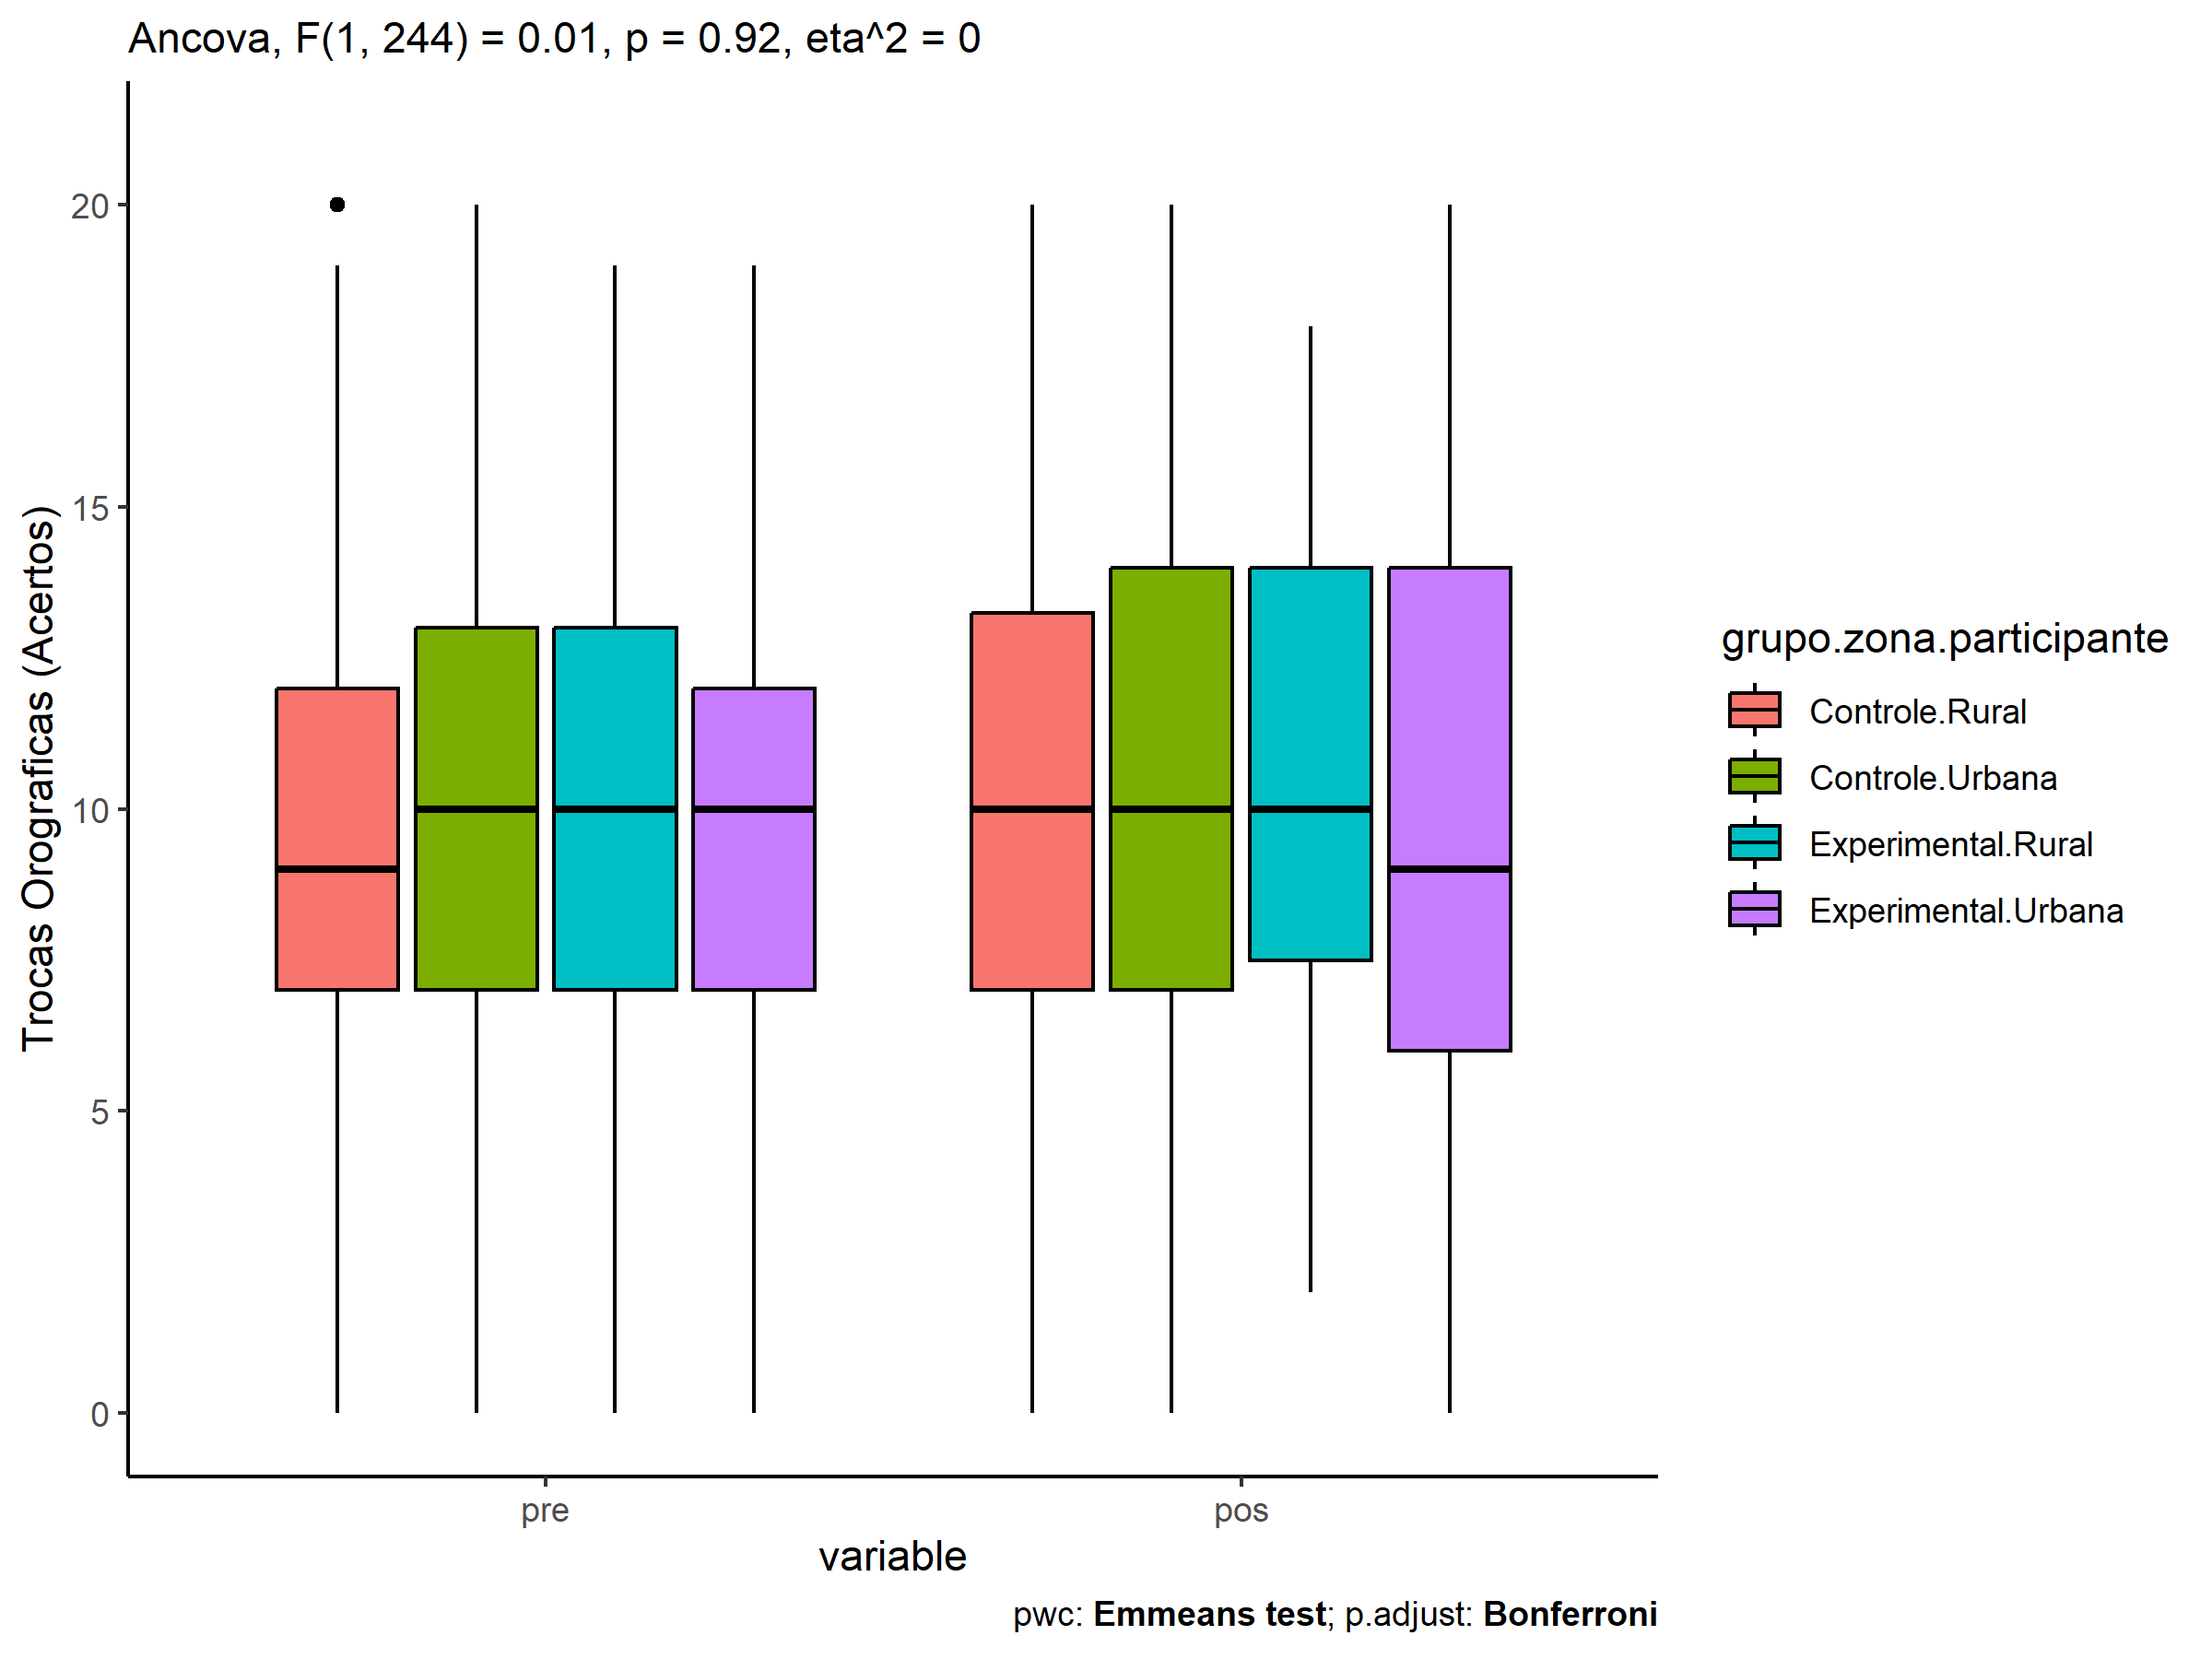 Ancova, F(1, 244) = 0.01, p = 0.92, eta^2 = 0
Trocas Orograficas (Acertos)
20
15
10
5
0
pre
pos
variable
grupo.zona.participante
Controle.Rural
Controle.Urbana
Experimental.Rural
Experimental.Urbana
pwc: Emmeans test; p.adjust: Bonferroni